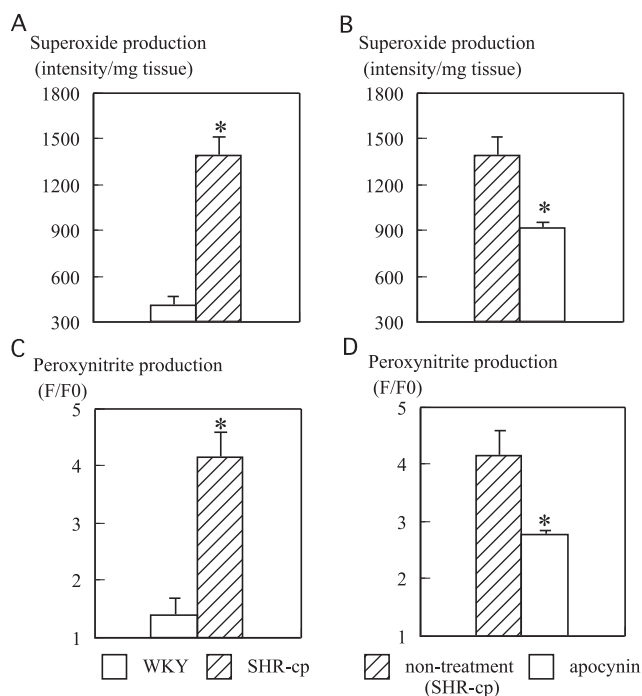 A
Superoxide production
(intensity/mg tissue)
1800
1500
1200
900
600
300
*
B
Superoxide production
(intensity/mg tissue)
1800
1500
1200
900
600
300
*
C
Peroxynitrite production
(F/F0)
5
4
3
2
1
*
WKY SHR-cp
D
Peroxynitrite production
(F/F0)
5
4
3
2
1
*
non-treatment apocynin
(SHR-cp)